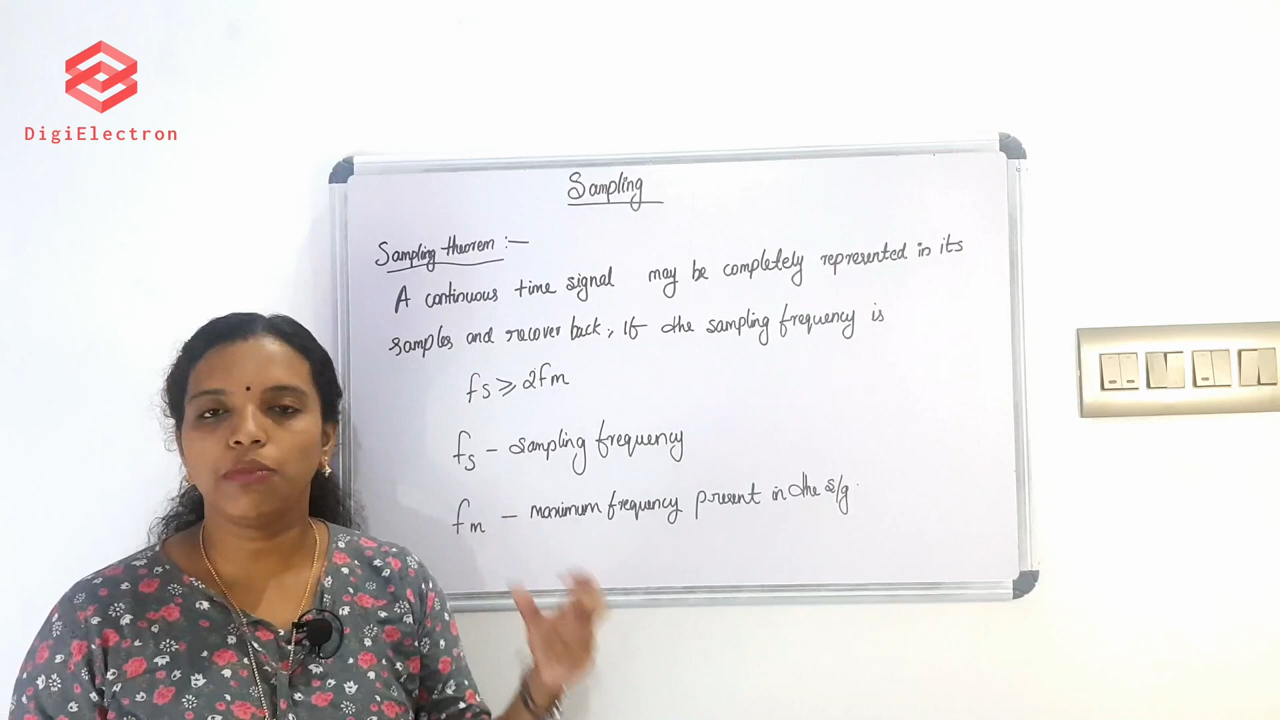 DigiElectron
Sampling
Sampling theorem :-
A continuous time signal may be completely represented in its
samples and recover back, if the sampling frequency is
fs ≥ 2fm
fs - sampling frequency
fm - maximum frequency present in the s/g.